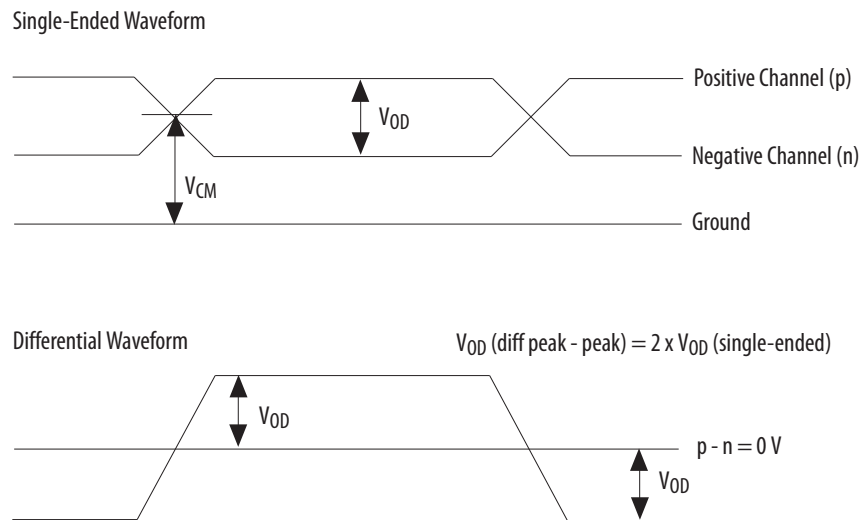 Single-Ended Waveform
Positive Channel (p)
VOD
Negative Channel (n)
VCM
Ground
Differential Waveform
VOD (diff peak - peak) = 2 x VOD (single-ended)
VOD
p - n = 0 V
VOD